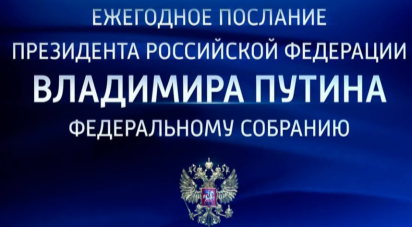 ЕЖЕГОДНОЕ ПОСЛАНИЕ
ПРЕЗИДЕНТА РОССИЙСКОЙ ФЕДЕРАЦИИ
ВЛАДИМИРА ПУТИНА
ФЕДЕРАЛЬНОМУ СОБРАНИЮ